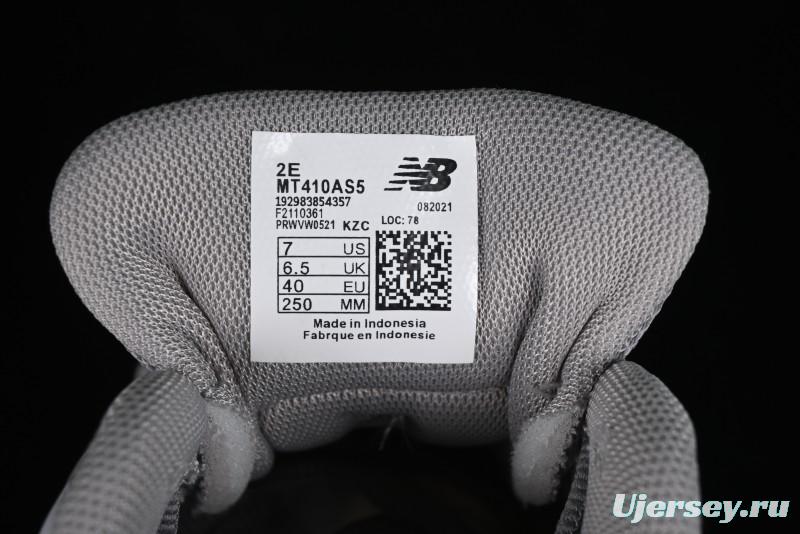 2E
MT410AS5
192983854357
F2110361
PRWVW0521 KZC
NB
082021
LOC: 78
7 US
6.5 UK
40 EU
250 MM
Made in Indonesia
Fabrque en Indonesie
Ujersey.ru